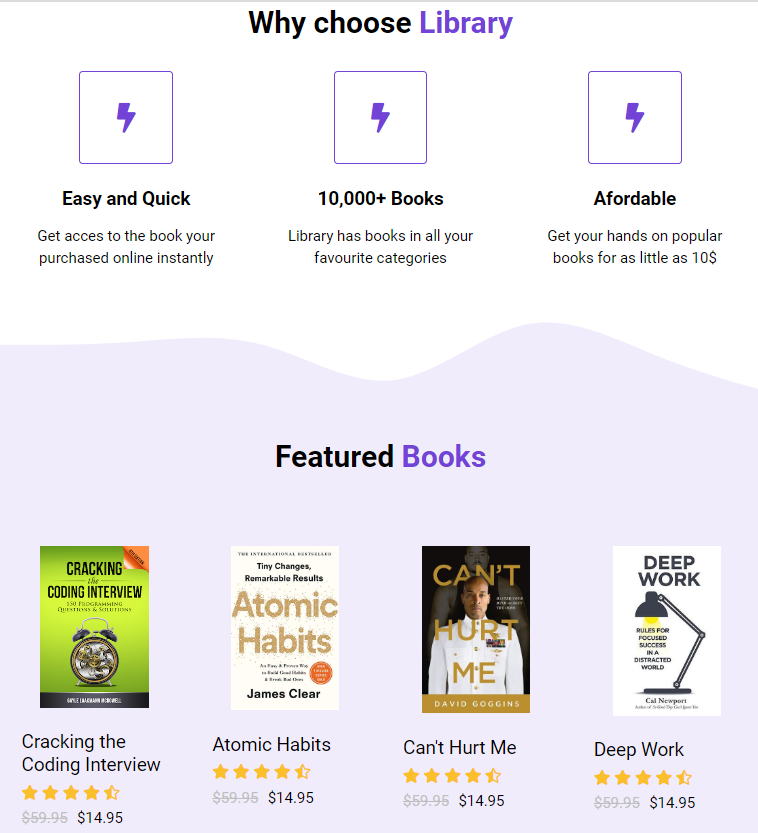 Why choose Library
Easy and Quick
10,000+ Books
Afordable
Get acces to the book your
purchased online instantly
Library has books in all your
favourite categories
Get your hands on popular
books for as little as 10$
Featured Books
CRACKING
the
CODING INTERVIEW
150 PROGRAMMING
QUESTIONS & SOLUTIONS
GAYLE LAAKMANN MCDOWELL
THE INTERNATIONAL BESTSELLER
Tiny Changes,
Remarkable Results
Atomic
Habits
An Easy & Proven Way
to Build Good Habits
& Break Bad Ones
James Clear
CAN'T
HURT
ME
DAVID GOGGINS
DEEP
WORK
RULES FOR
FOCUSED
SUCCESS
IN A
DISTRACTED
WORLD
Cal Newport
Cracking the
Coding Interview
$59.95 $14.95
Atomic Habits
$59.95 $14.95
Can't Hurt Me
$59.95 $14.95
Deep Work
$59.95 $14.95